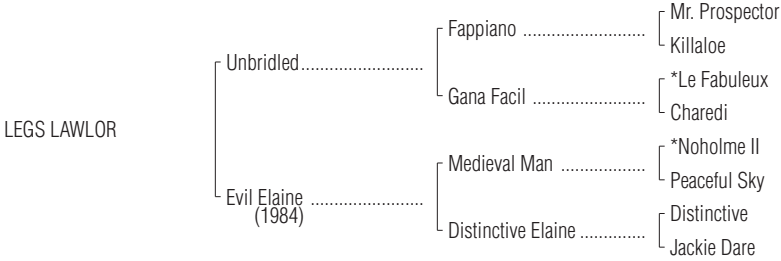 Mr. Prospector
Fappiano ..........................
Killaloe
Unbridled..........................
*Le Fabuleux
Gana Facil ........................
Charedi
LEGS LAWLOR
*Noholme II
Medieval Man ..................
Peaceful Sky
Evil Elaine ........................
(1984)
Distinctive
Distinctive Elaine ..............
Jackie Dare